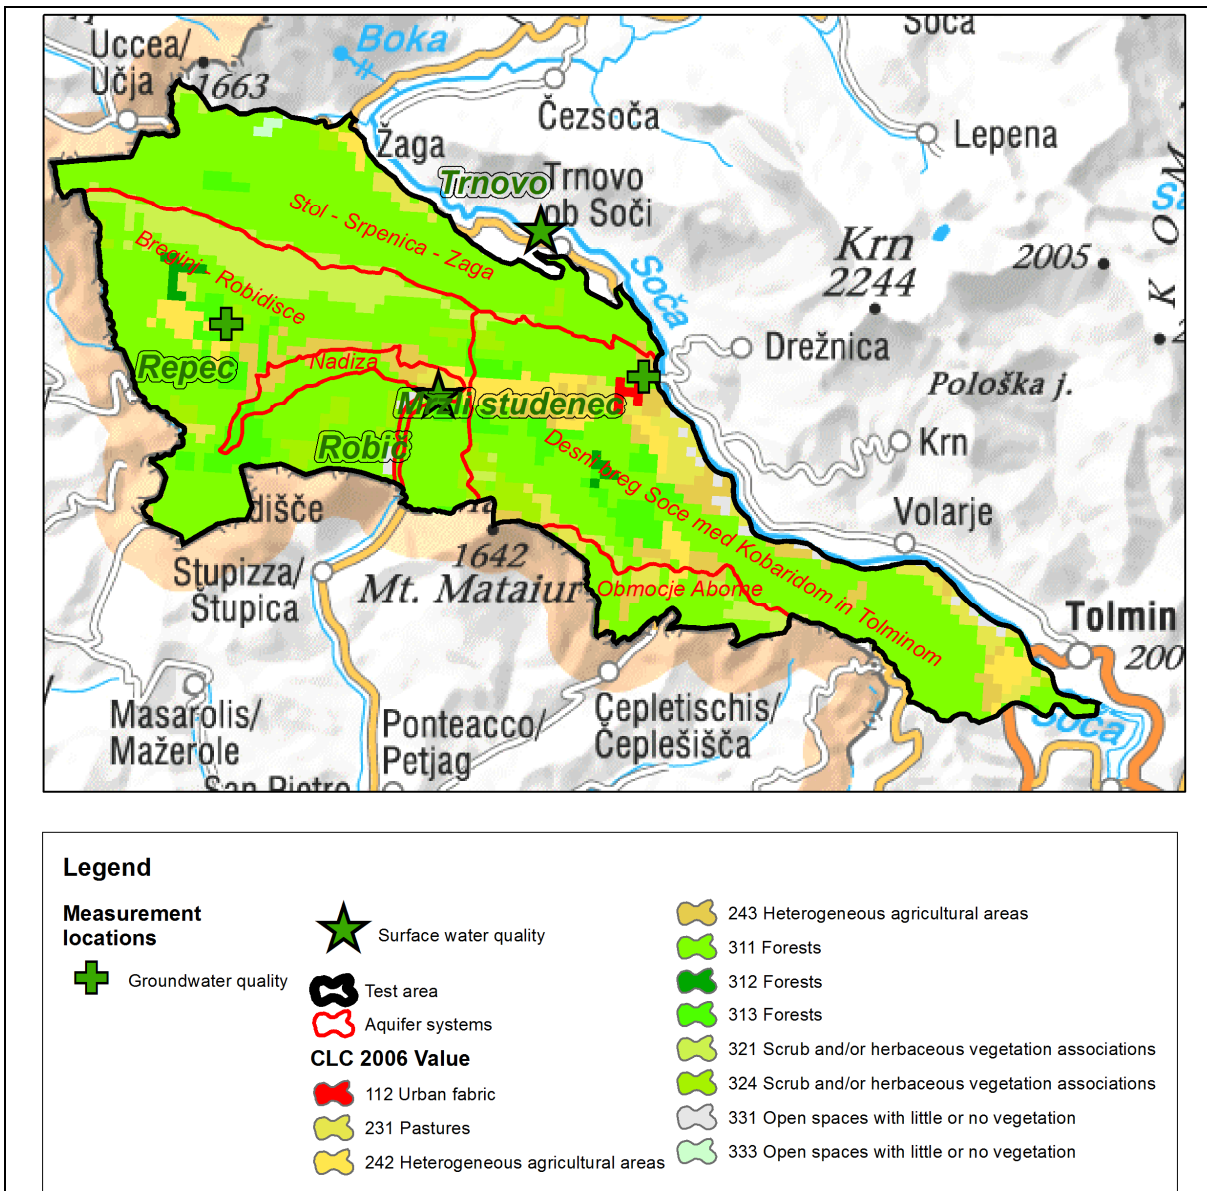 Soča
Uccea/
Učja
1663
Boka
Čezsoča
Lepena
Žaga
Trnovo
Trnovo
ob Soči
Stol - Srpenica - Zaga
Breginj - Robidisce
Krn
2244
2005
Soča
Drežnica
Pološka j.
Repec
Nadiza
Mrzli studenec
Robič
Krn
Desni breg Soce med Kobaridom in Tolminom
Volarje
dišče
1642
Mt. Mataiur
Stupizza/
Štupica
Obmocje Aborne
Tolmin
200
Soča
Masarolis/
Mažerole
Ponteacco/
Petjag
Cepletischis/
Čeplešišča
San Pietro
K O M
Legend
Measurement
locations
Groundwater quality
Surface water quality
Test area
Aquifer systems
CLC 2006 Value
112 Urban fabric
231 Pastures
242 Heterogeneous agricultural areas
243 Heterogeneous agricultural areas
311 Forests
312 Forests
313 Forests
321 Scrub and/or herbaceous vegetation associations
324 Scrub and/or herbaceous vegetation associations
331 Open spaces with little or no vegetation
333 Open spaces with little or no vegetation